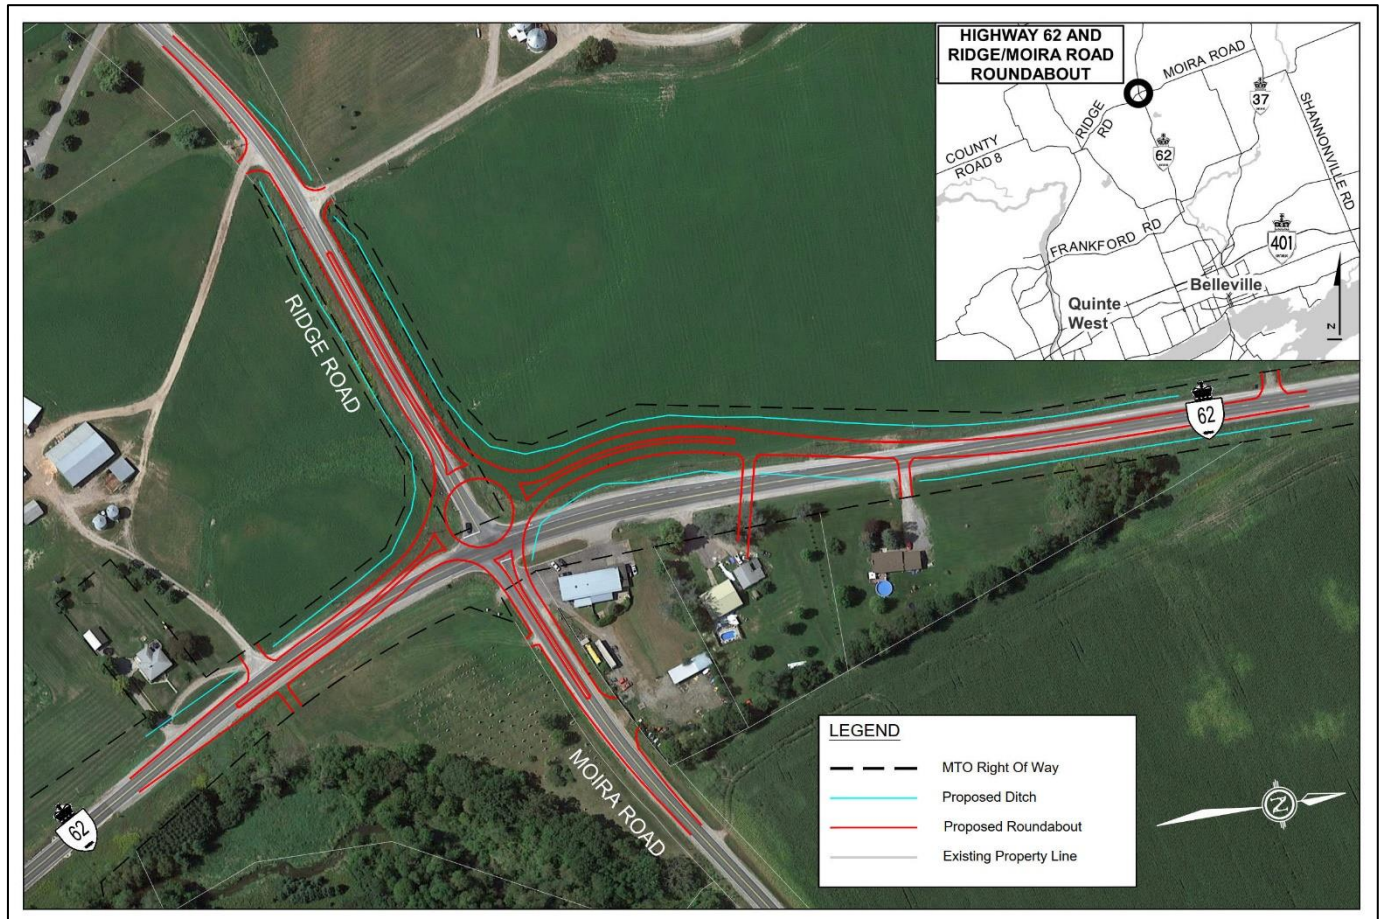 HIGHWAY 62 AND
RIDGE/MOIRA ROAD
ROUNDABOUT
MOIRA ROAD
RIDGE
RD
37
SHANNONVILLE RD
COUNTY
ROAD 8
62
FRANKFORD RD
401
Belleville
Quinte
West
N
RIDGE ROAD
62
MOIRA ROAD
62
LEGEND
MTO Right Of Way
Proposed Ditch
Proposed Roundabout
Existing Property Line
N